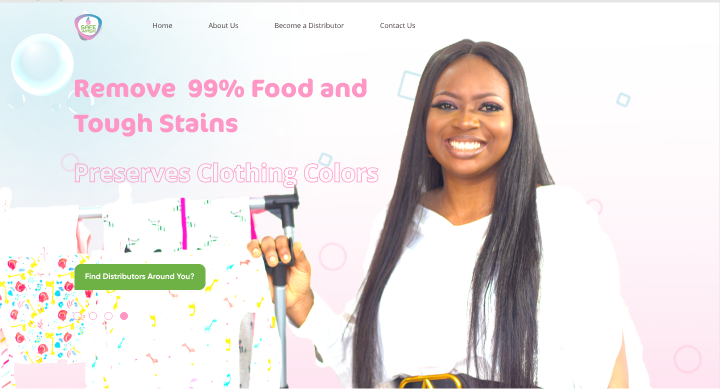 Home About Us Become a Distributor Contact Us
Remove 99% Food and
Tough Stains
Preserves Clothing Colors
Find Distributors Around You?